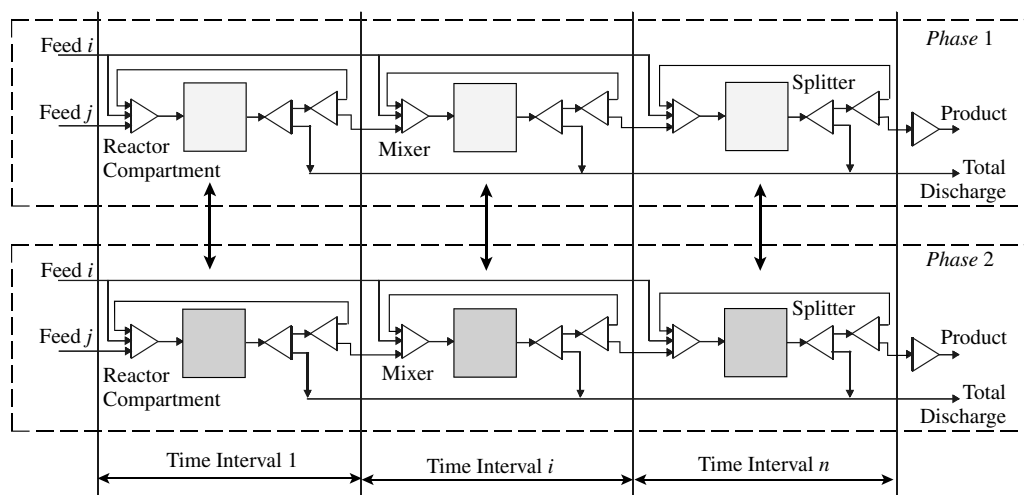 Feed i
Phase 1
Splitter
Feed j
Product
Reactor
Compartment
Mixer
Total
Discharge
Feed i
Phase 2
Splitter
Feed j
Product
Reactor
Compartment
Mixer
Total
Discharge
Time Interval 1
Time Interval i
Time Interval n